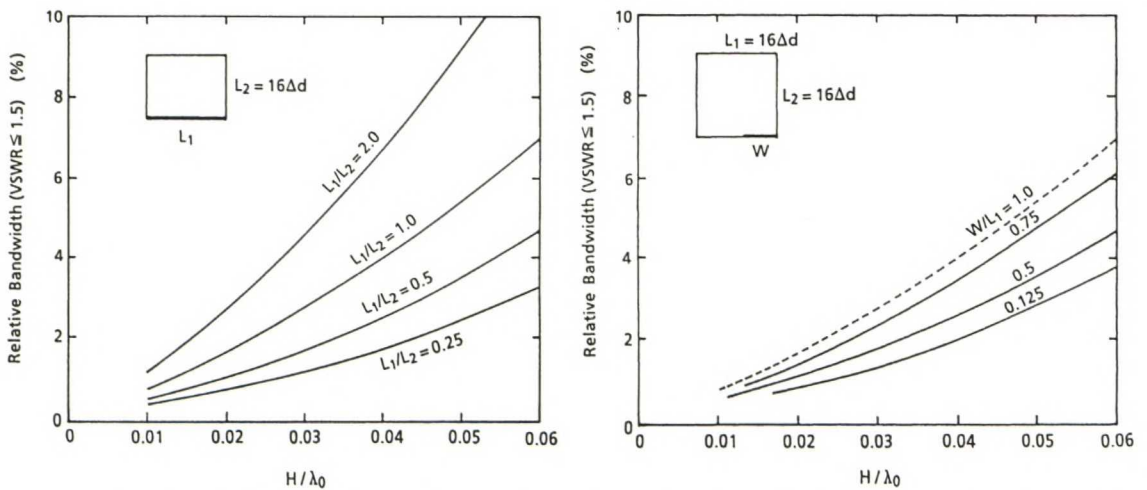 Relative Bandwidth (VSWR ≤ 1.5) (%)
10
8
6
4
2
0
L₂ = 16Δd
L₁
L₁/L₂ = 2.0
L₁/L₂ = 1.0
L₁/L₂ = 0.5
L₁/L₂ = 0.25
0
0.01
0.02
0.03
0.04
0.05
0.06
H/λ₀
Relative Bandwidth (VSWR ≤ 1.5) (%)
10
8
6
4
2
0
L₁ = 16Δd
L₂ = 16Δd
W
W/L₁ = 1.0
0.75
0.5
0.125
0
0.01
0.02
0.03
0.04
0.05
0.06
H/λ₀